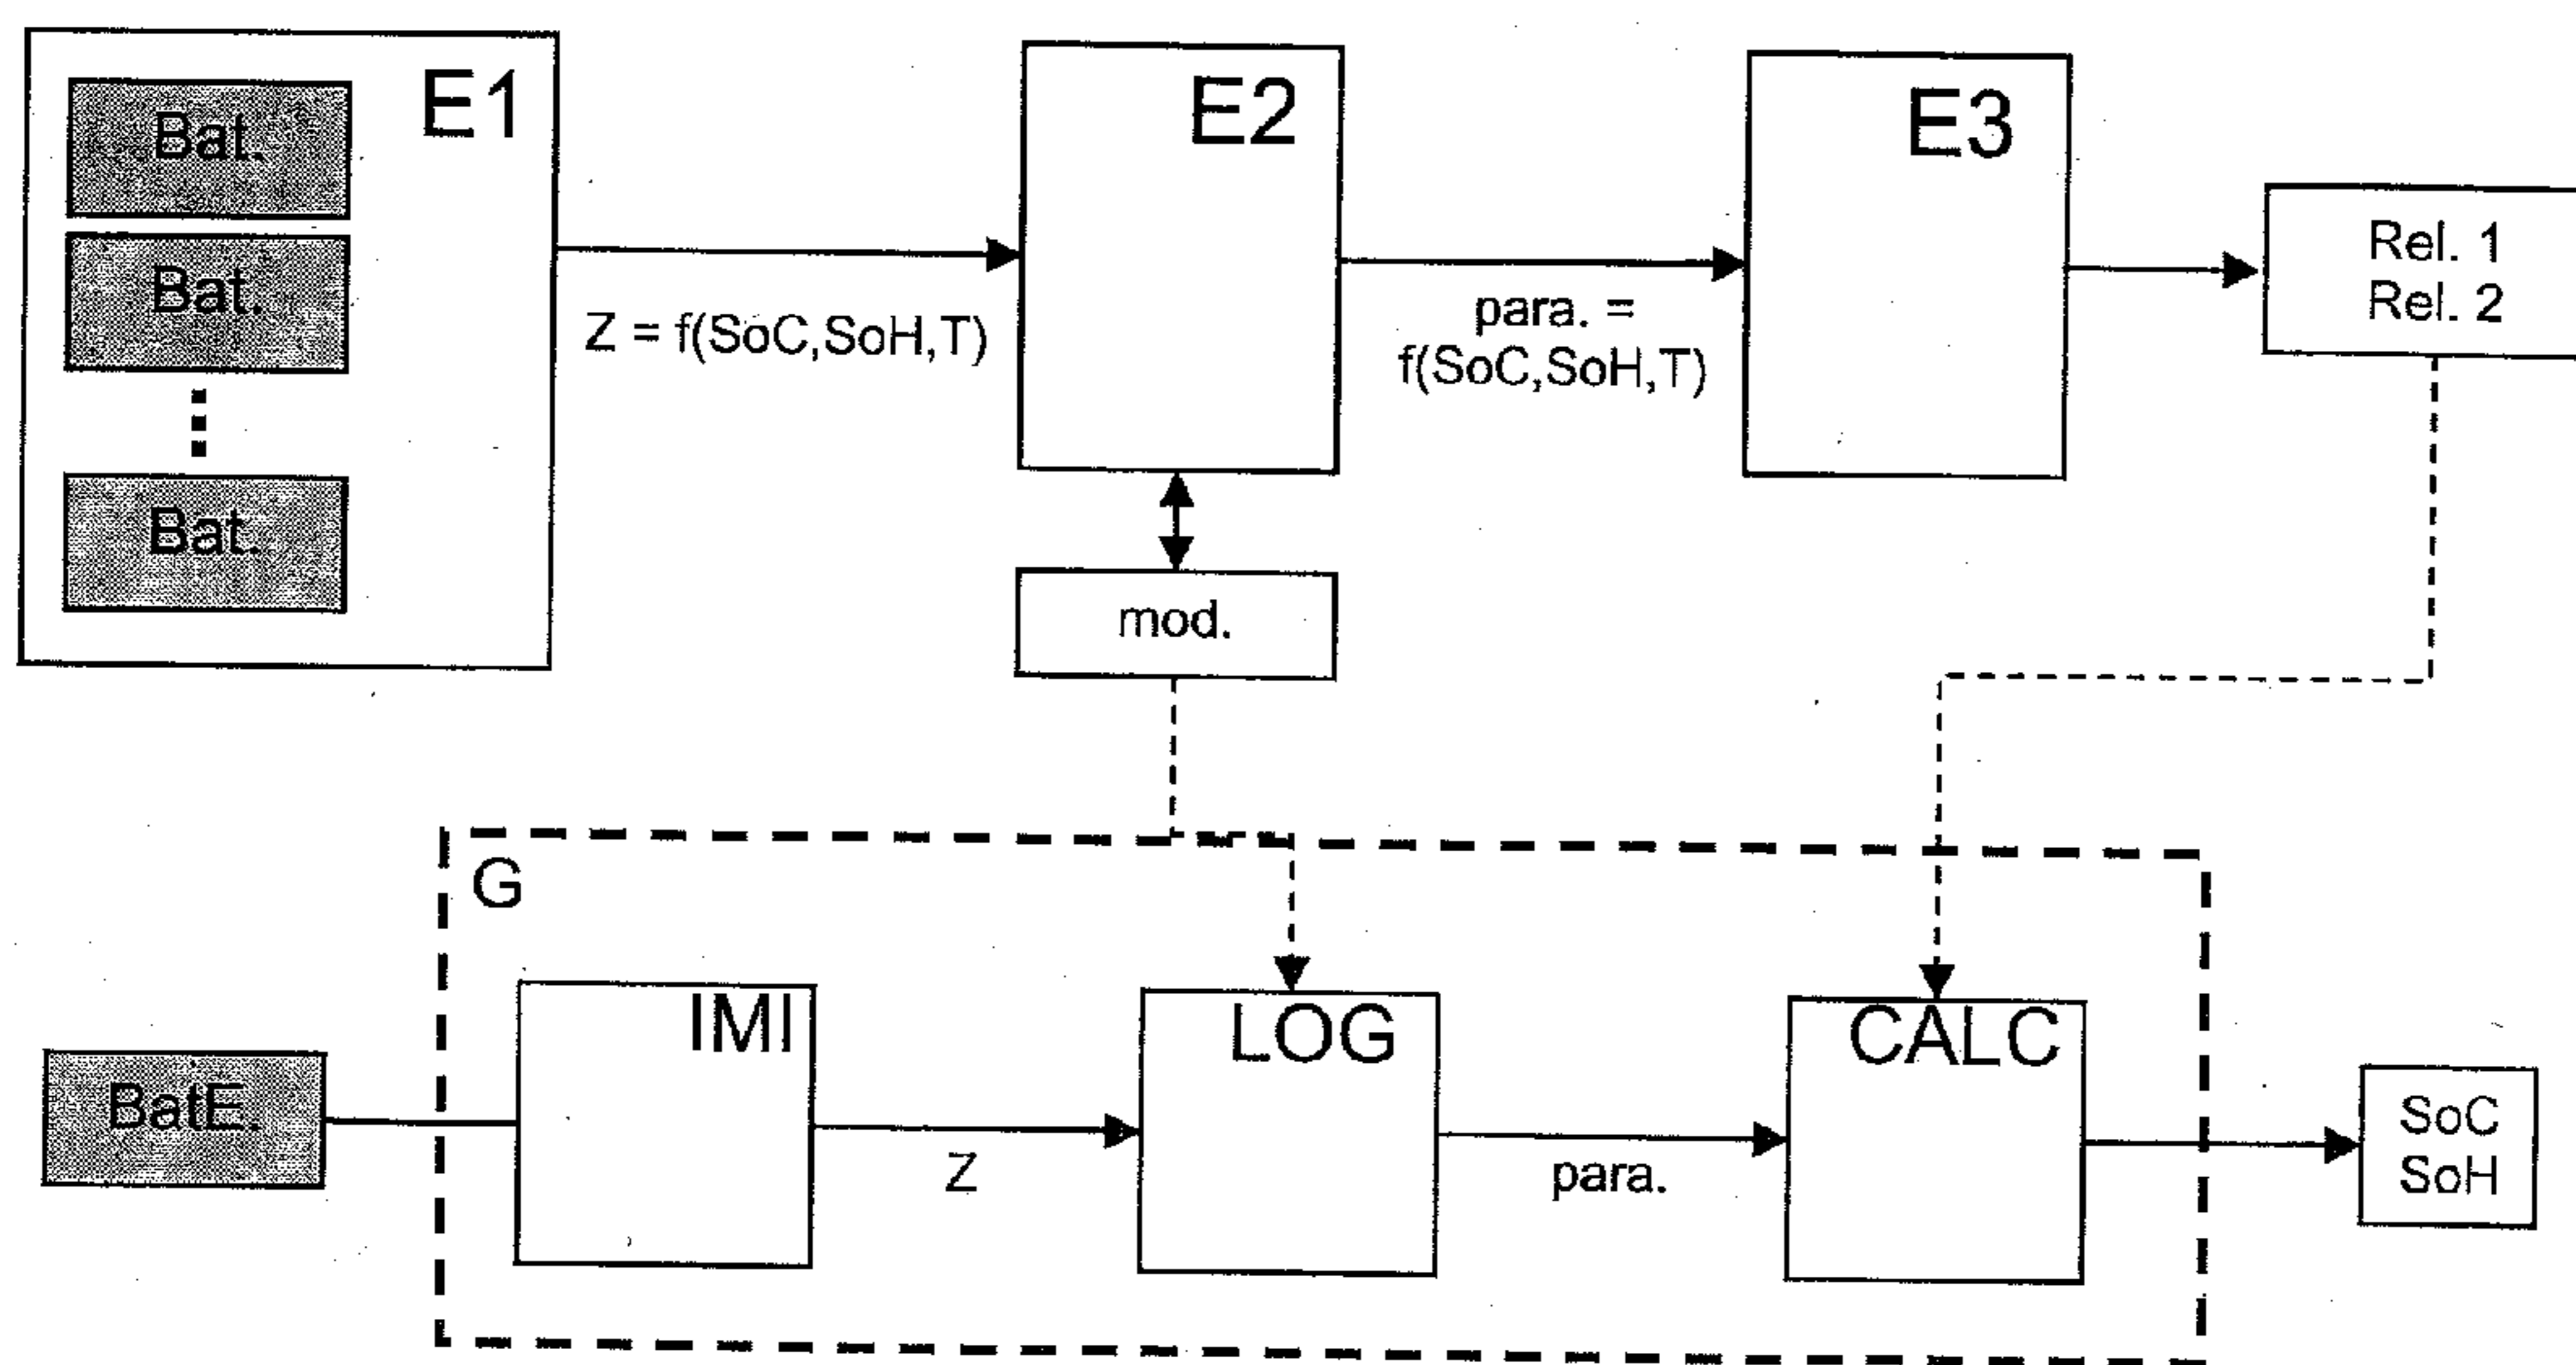 E1
Bat.
Bat.
Bat.
Z = f(SoC,SoH,T)
E2
mod.
para. =
f(SoC,SoH,T)
E3
Rel. 1
Rel. 2
G
BatE.
IMI
Z
LOG
para.
CALC
SoC
SoH